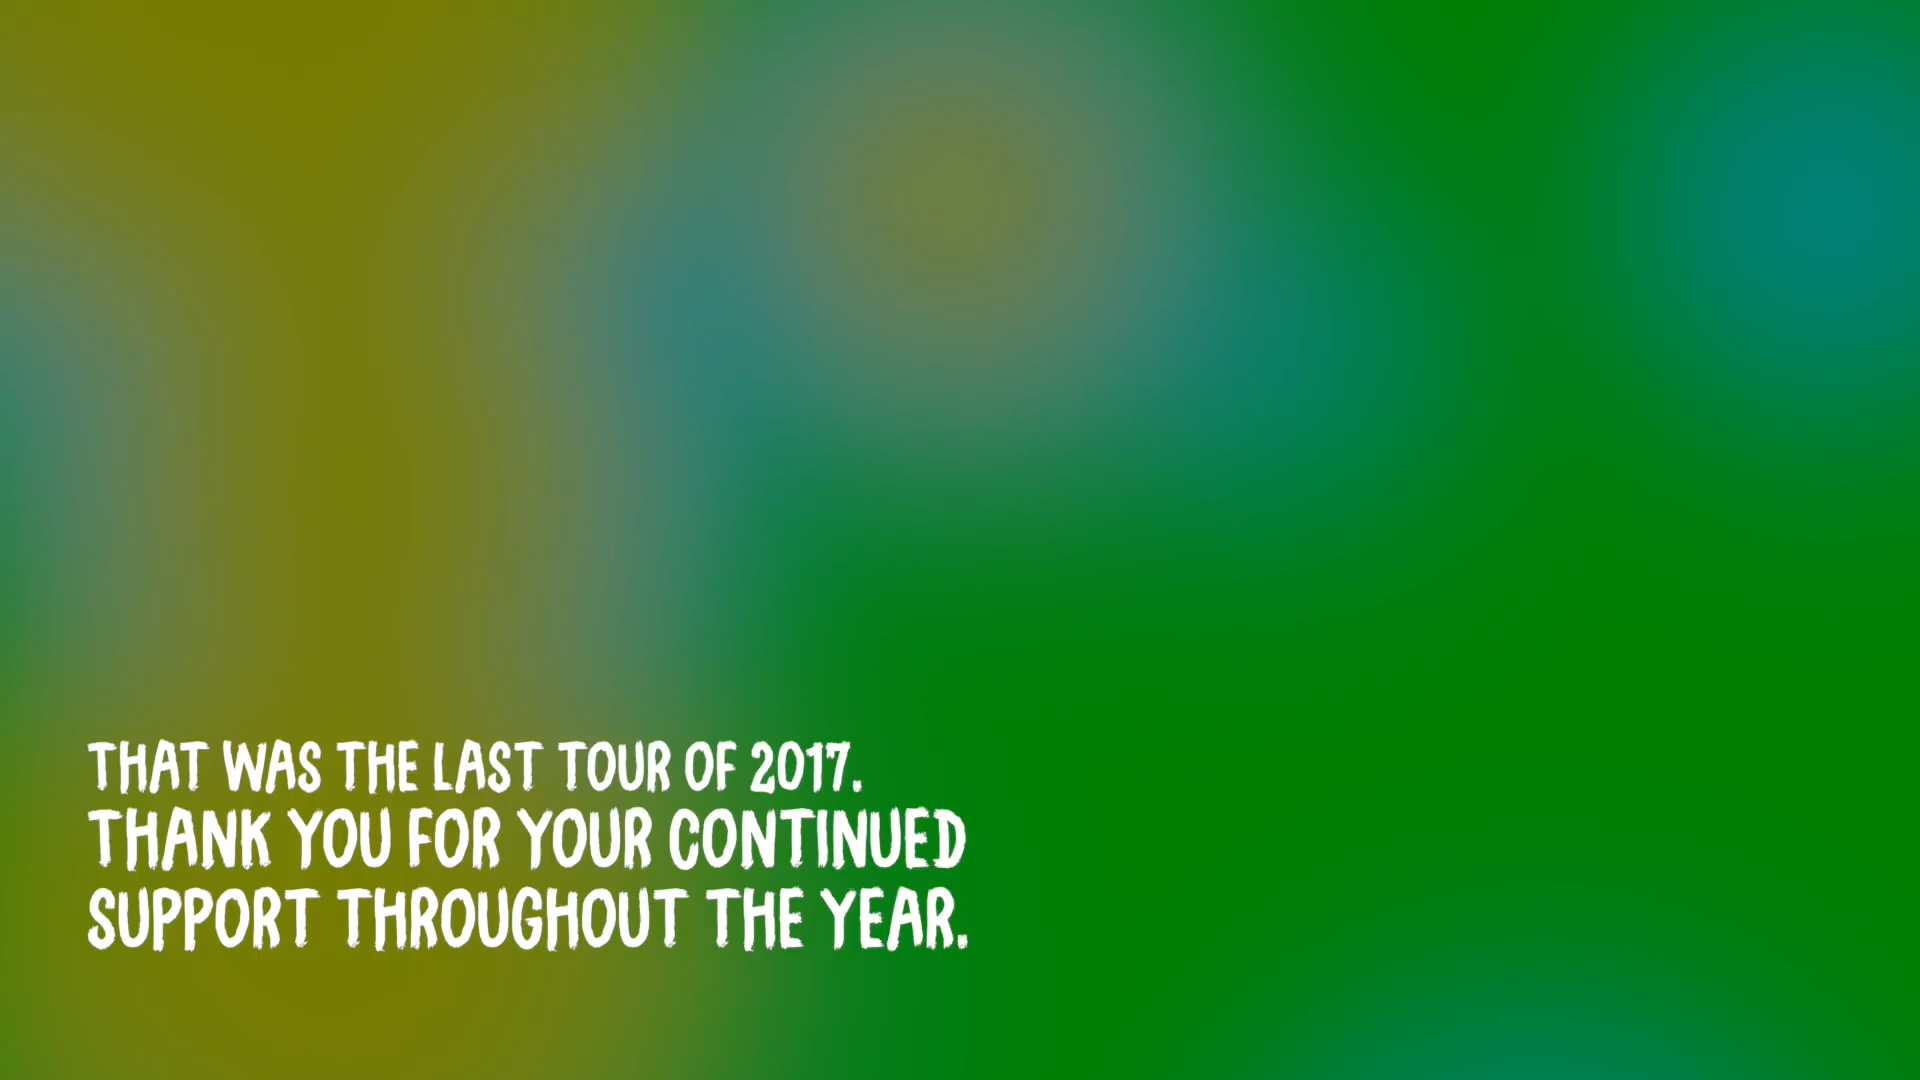 THAT WAS THE LAST TOUR OF 2017.
THANK YOU FOR YOUR CONTINUED
SUPPORT THROUGHOUT THE YEAR.